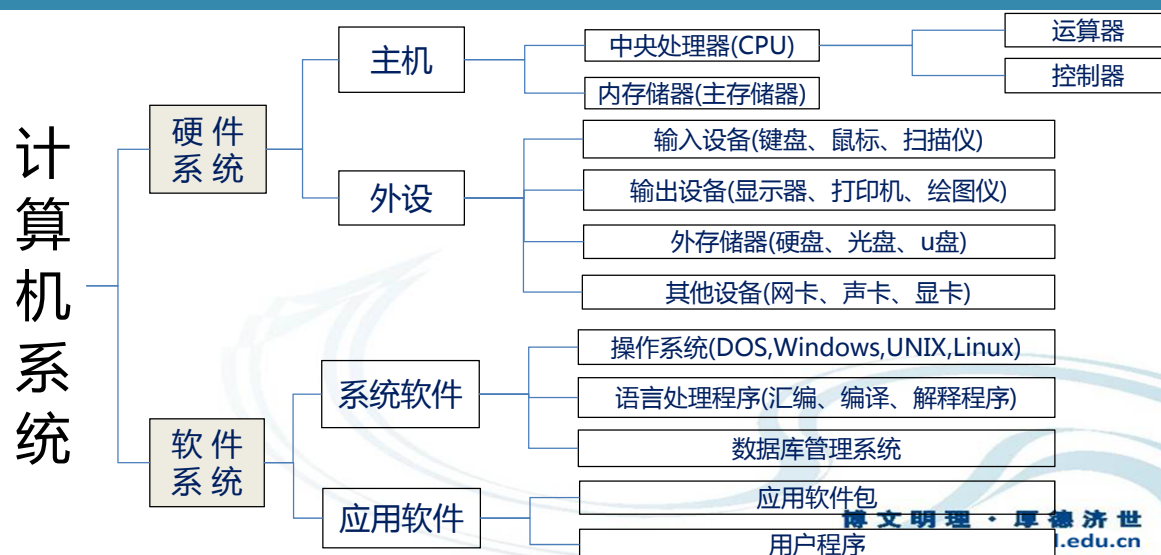 计算机系统
硬件
系统
主机
中央处理器(CPU)
运算器
控制器
内存储器(主存储器)
外设
输入设备(键盘、鼠标、扫描仪)
输出设备(显示器、打印机、绘图仪)
外存储器(硬盘、光盘、u盘)
其他设备(网卡、声卡、显卡)
软件
系统
系统软件
操作系统(DOS,Windows,UNIX,Linux)
语言处理程序(汇编、编译、解释程序)
数据库管理系统
应用软件
应用软件包
用户程序
博文明理·厚德济世
l.edu.cn